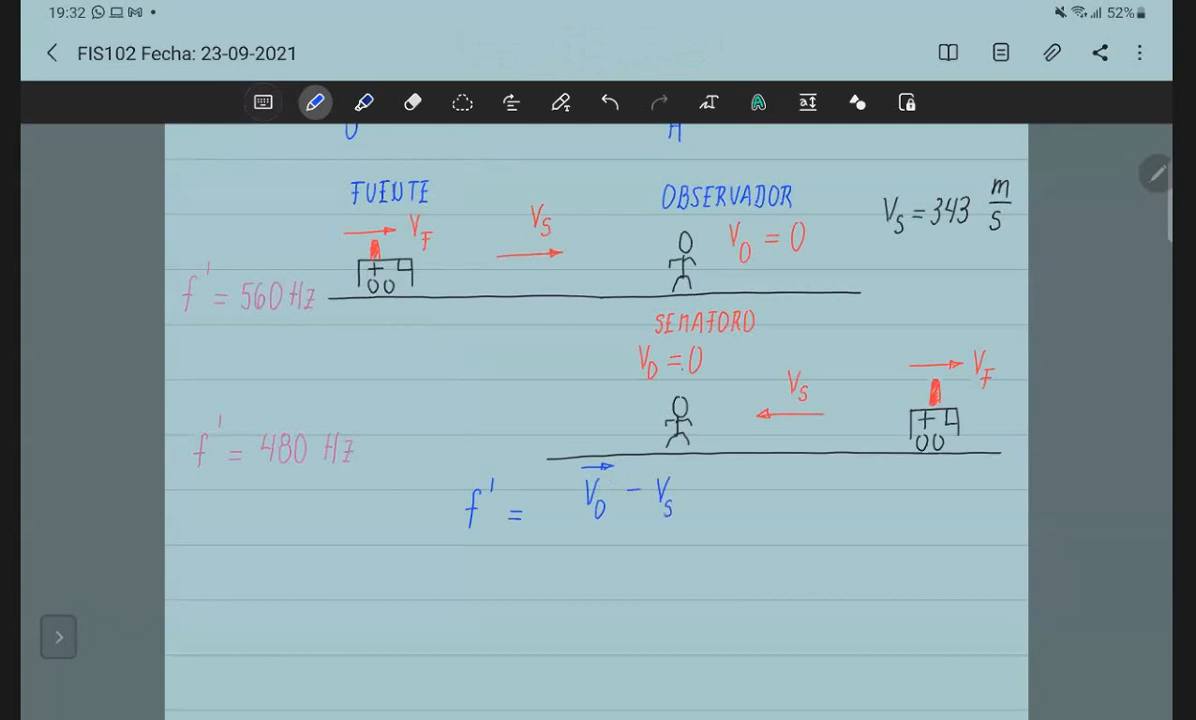 19:32 52%
FIS102 Fecha: 23-09-2021
FUENTE OBSERVADOR V_S = 343 m/s
V_F V_S V_O = 0
f' = 560 Hz
SEMAFORO
V_O = 0 V_S V_F
f' = 480 Hz
f' = V_O - V_S